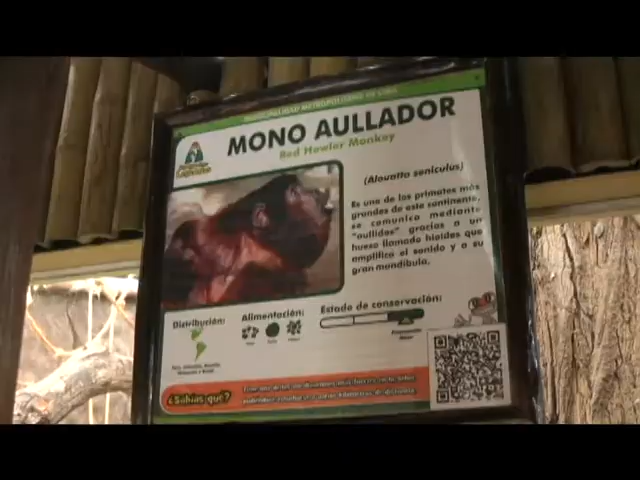 MUNICIPALIDAD METROPOLITANA DE LIMA
MONO AULLADOR
Red Howler Monkey
(Alouatta seniculus)
Es uno de los primates más
grandes de este continente,
se comunica mediante
"aullidos" gracias a un
hueso llamado hioides que
amplifica el sonido y a su
gran mandíbula.
Distribución:
Alimentación:
Estado de conservación:
¿Sabías que?